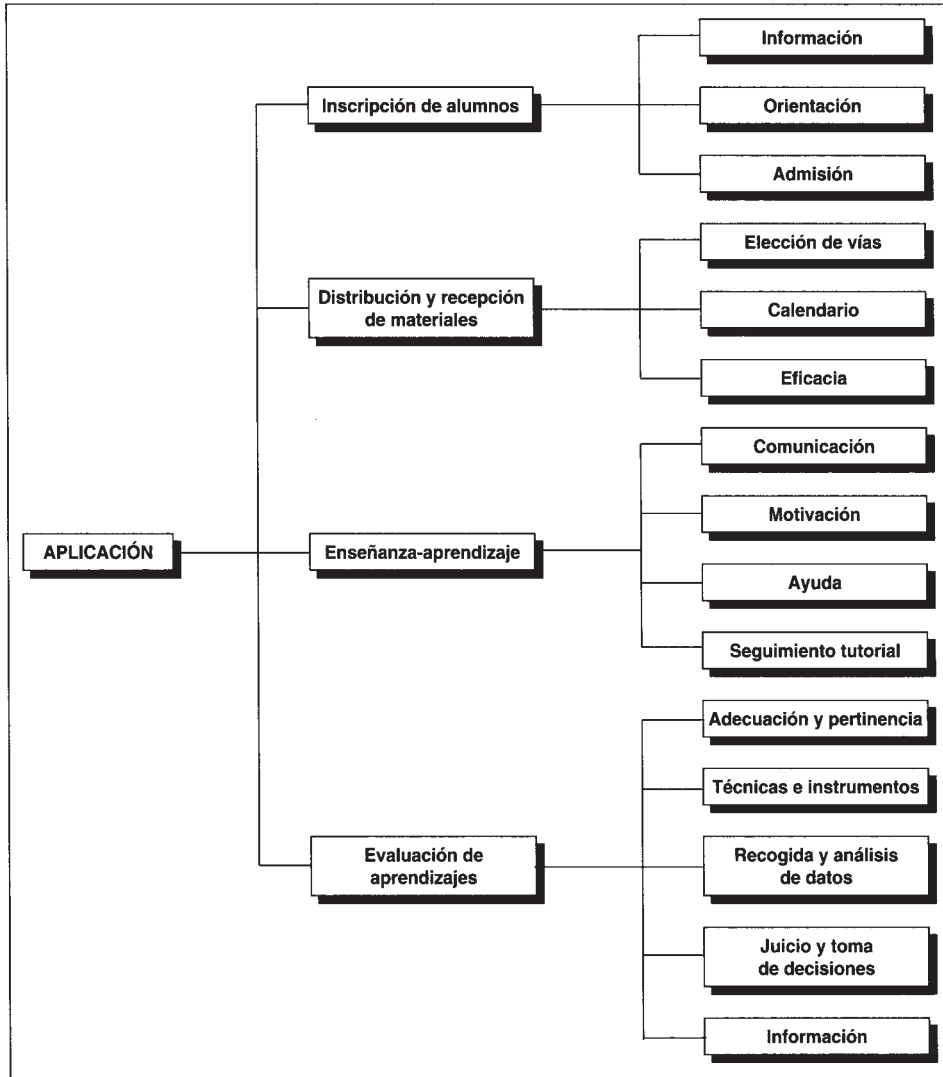 Información
Inscripción de alumnos
Orientación
Admisión
Elección de vías
Distribución y recepción
de materiales
Calendario
Eficacia
Comunicación
Motivación
APLICACIÓN
Enseñanza-aprendizaje
Ayuda
Seguimiento tutorial
Adecuación y pertinencia
Técnicas e instrumentos
Evaluación de
aprendizajes
Recogida y análisis
de datos
Juicio y toma
de decisiones
Información